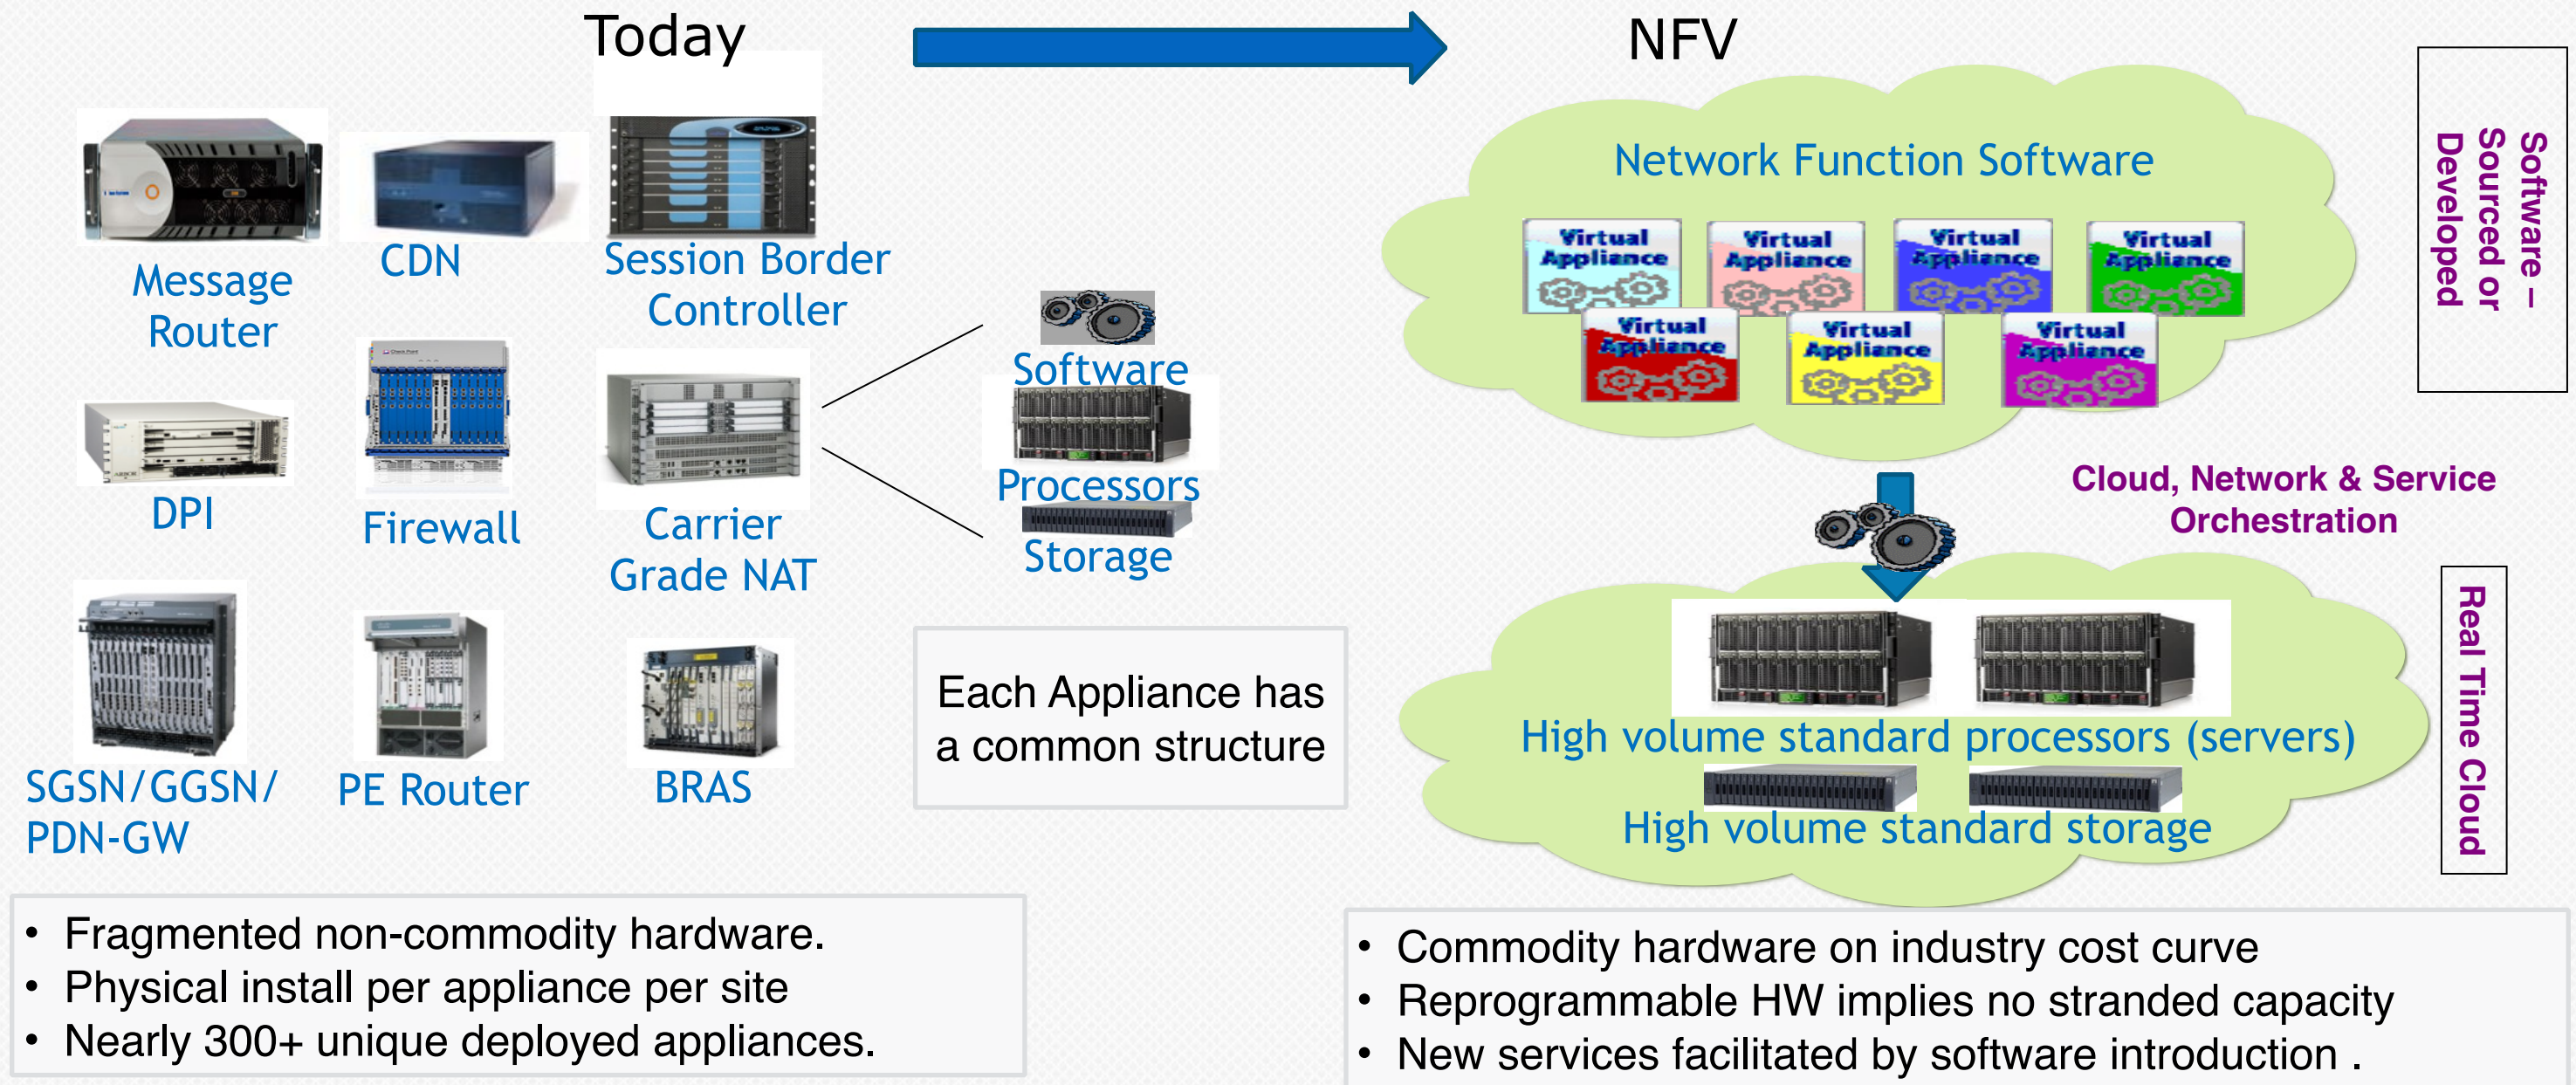 Today
NFV
Message
Router
CDN
Session Border
Controller
DPI
Check Point
Firewall
Carrier
Grade NAT
ARBOR
SGSN/GGSN/
PDN-GW
PE Router
BRAS
Software
Processors
Storage
Each Appliance has
a common structure
• Fragmented non-commodity hardware.
• Physical install per appliance per site
• Nearly 300+ unique deployed appliances.
Network Function Software
Virtual
Appliance
Virtual
Appliance
Virtual
Appliance
Virtual
Appliance
Virtual
Appliance
Virtual
Appliance
Virtual
Appliance
Software –
Sourced or
Developed
Cloud, Network & Service
Orchestration
High volume standard processors (servers)
High volume standard storage
Real Time Cloud
• Commodity hardware on industry cost curve
• Reprogrammable HW implies no stranded capacity
• New services facilitated by software introduction .